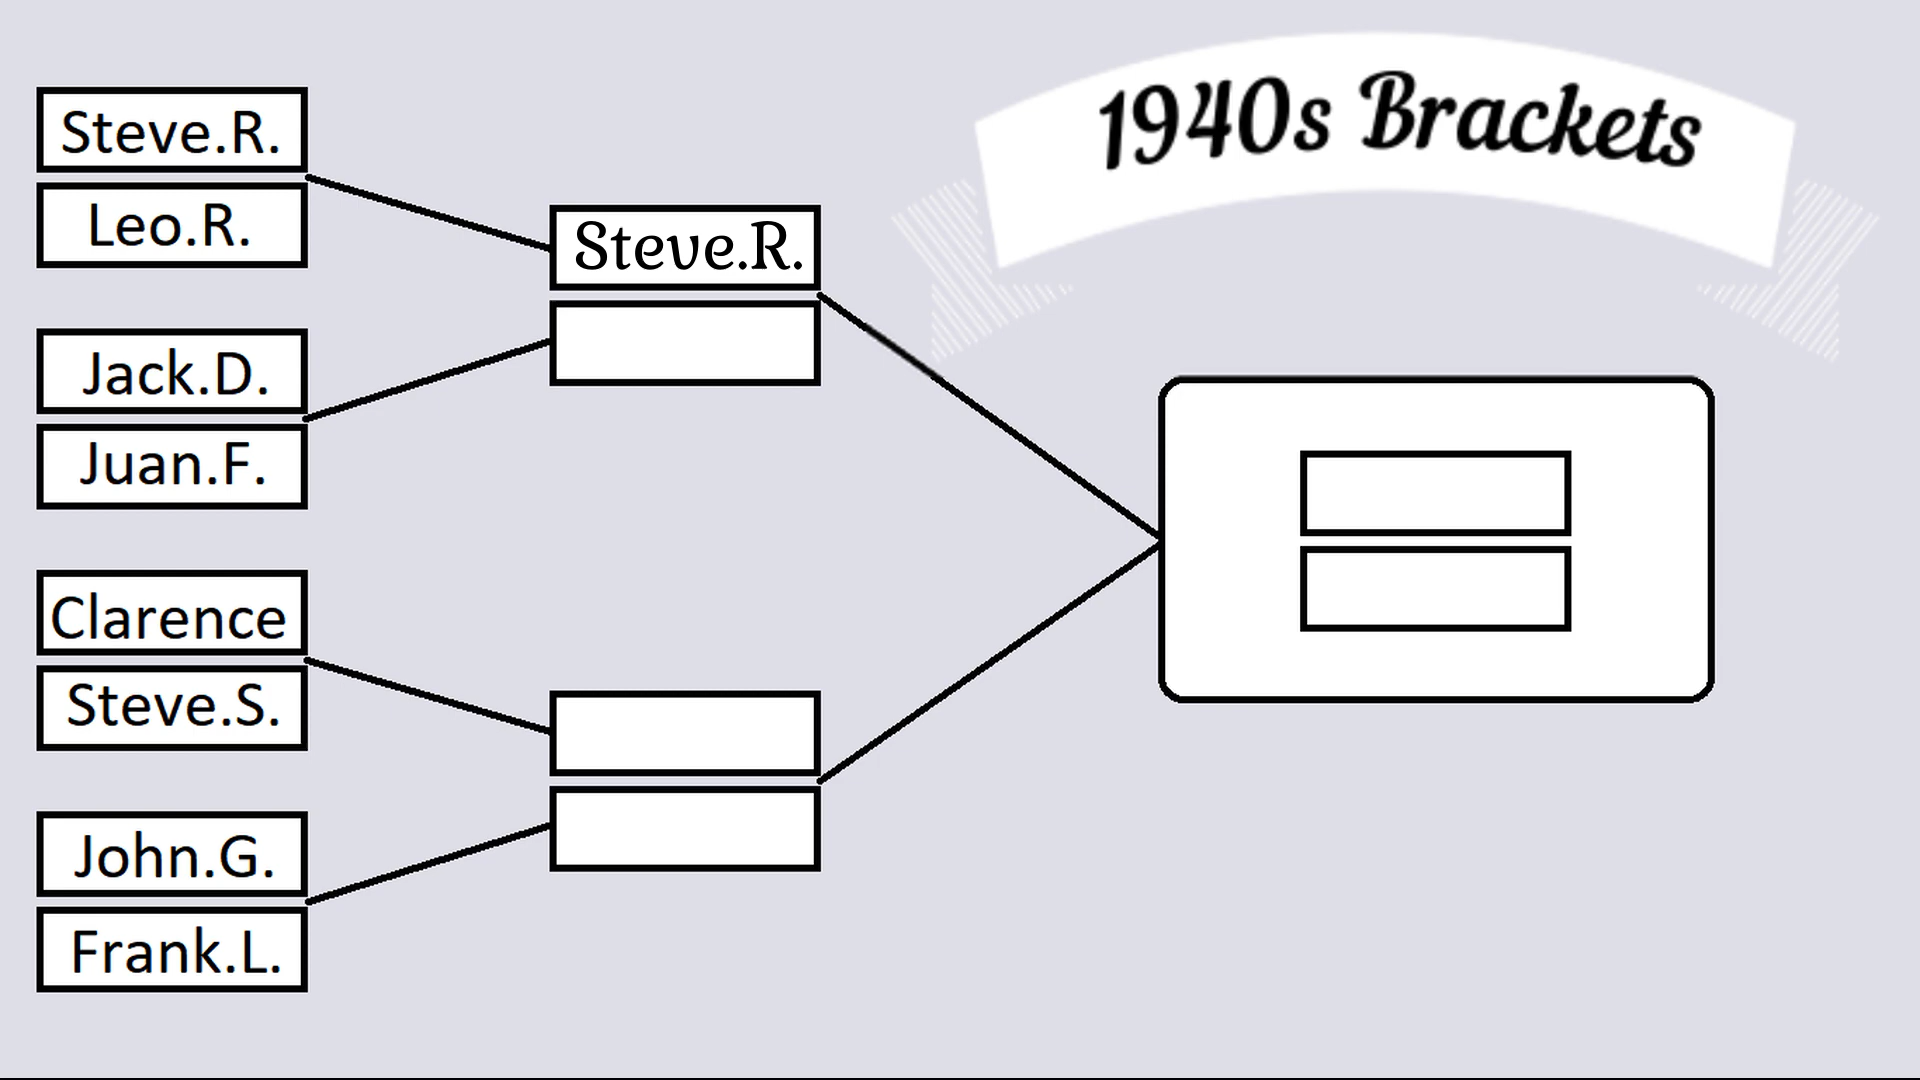 1940s Brackets
Steve.R.
Leo.R.
Steve.R.
Jack.D.
Juan.F.
Clarence
Steve.S.
John.G.
Frank.L.